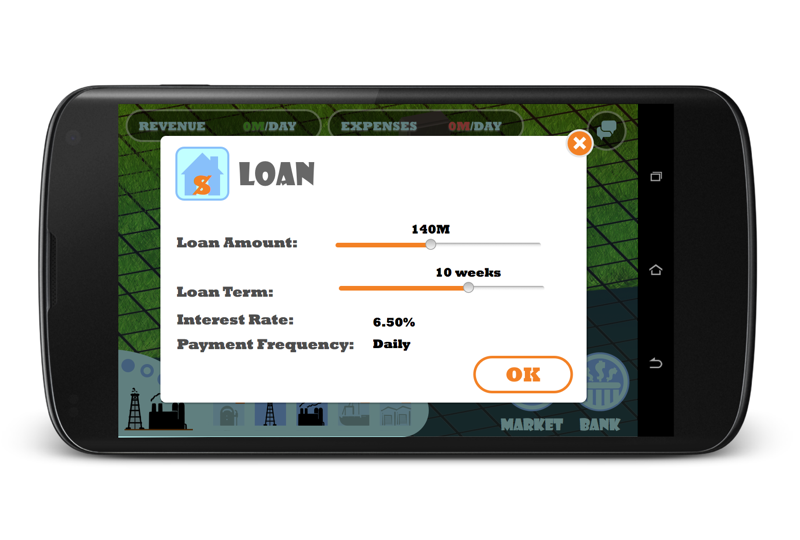 REVENUE 0M/DAY EXPENSES 0M/DAY
$ LOAN
140M
Loan Amount:
10 weeks
Loan Term:
Interest Rate: 6.50%
Payment Frequency: Daily
OK
MARKET BANK